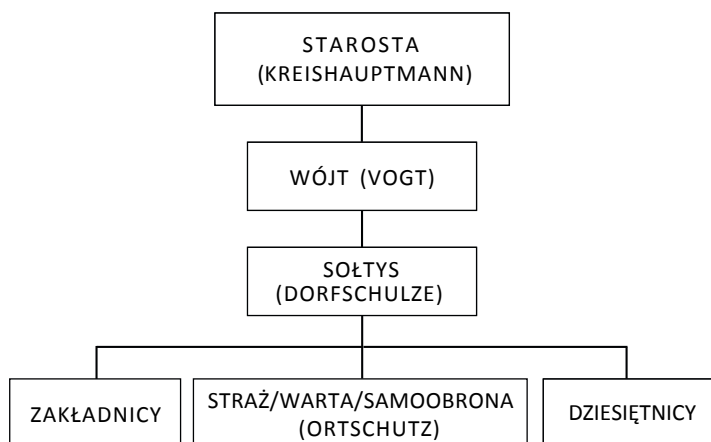 STAROSTA
(KREISHAUPTMANN)
WÓJT (VOGT)
SOŁTYS
(DORFSCHULZE)
ZAKŁADNICY
STRAŻ/WARTA/SAMOOBRONA
(ORTSCHUTZ)
DZIESIĘTNICY